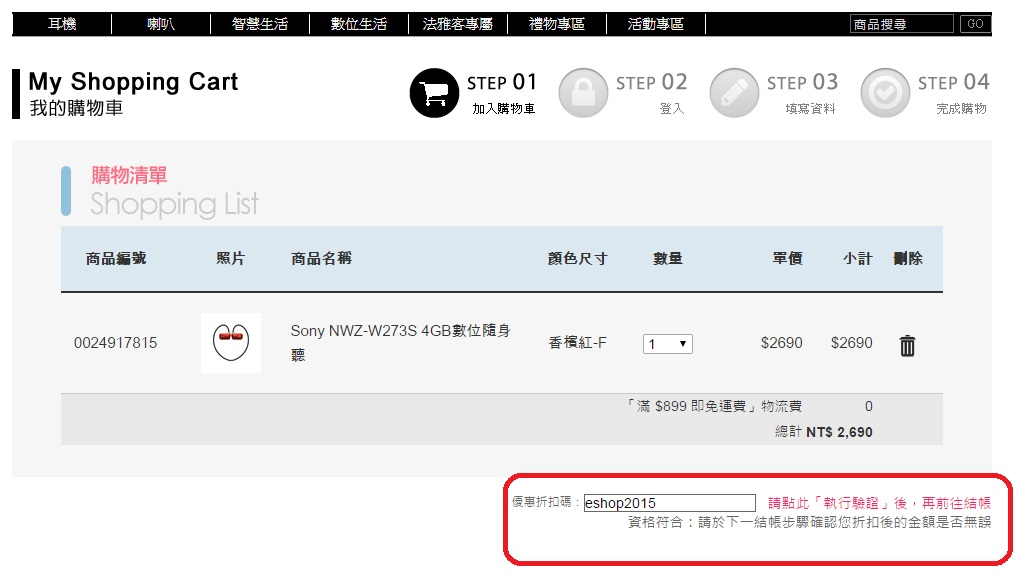 耳機 喇叭 智慧生活 數位生活 法雅客專屬 禮物專區 活動專區 商品搜尋 GO
My Shopping Cart
我的購物車
STEP 01
加入購物車
STEP 02
登入
STEP 03
填寫資料
STEP 04
完成購物
購物清單
Shopping List
商品編號 照片 商品名稱 顏色尺寸 數量 單價 小計 刪除
0024917815 Sony NWZ-W273S 4GB數位隨身
聽 香檳紅-F 1 $2690 $2690
「滿 $899 即免運費」物流費 0
總計 NT$ 2,690
優惠折扣碼： eshop2015 請點此「執行驗證」後，再前往結帳
資格符合：請於下一結帳步驟確認您折扣後的金額是否無誤